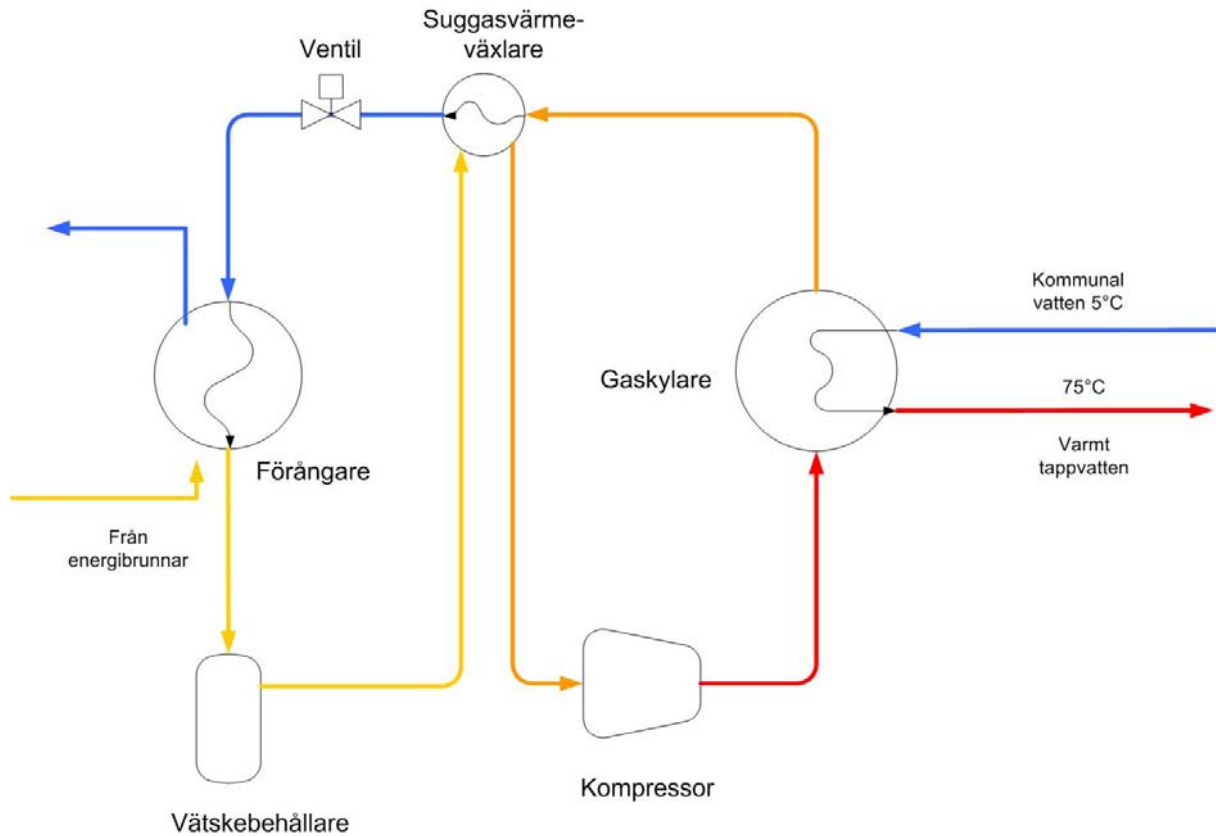 Suggasvärme-
växlare
Ventil
Kommunal
vatten 5°C
Gaskylare
75°C
Varmt
tappvatten
Förångare
Från
energibrunnar
Kompressor
Vätskebehållare